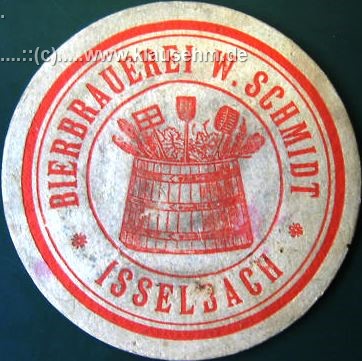 .....::(c):....www.klausehm.de
BIERBRAUEREI W. SCHMIDT
* ISSELBACH *